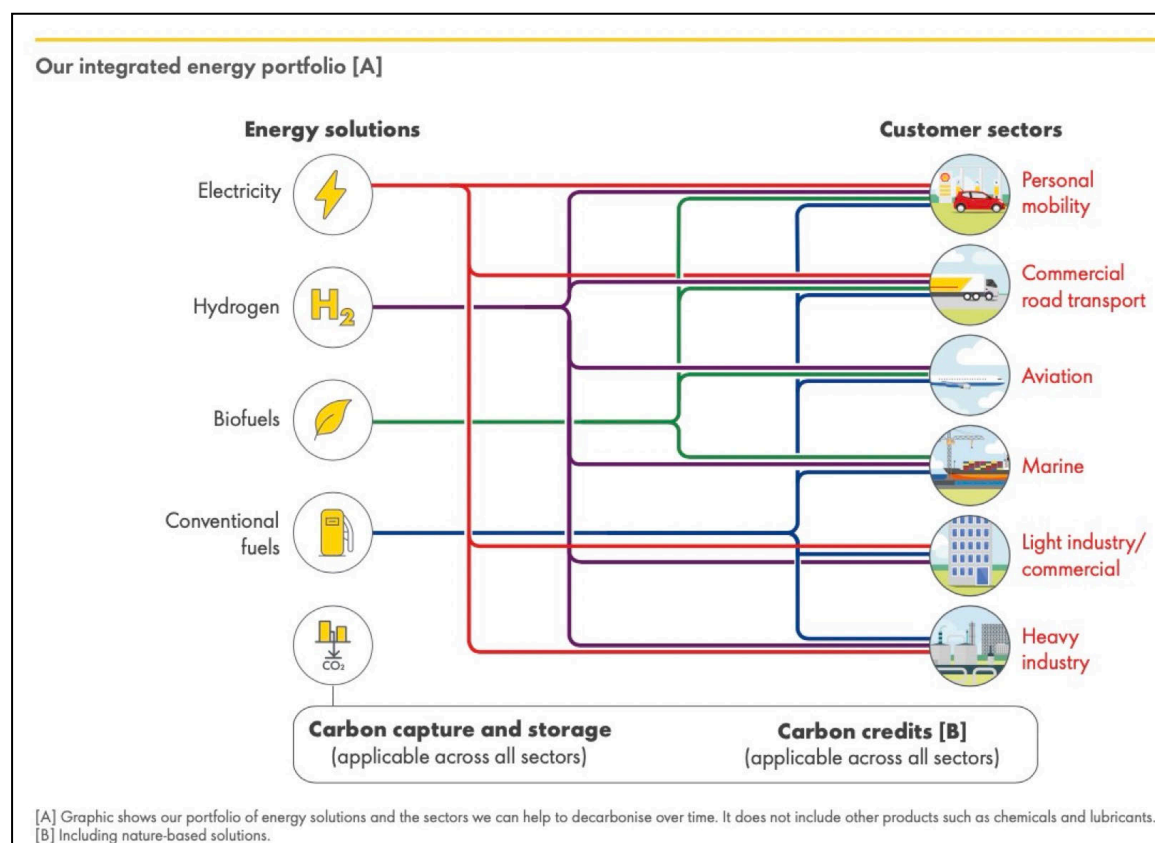 Our integrated energy portfolio [A]
Energy solutions
Customer sectors
Electricity
Personal
mobility
Hydrogen
H2
Commercial
road transport
Biofuels
Aviation
Marine
Conventional
fuels
Light industry/
commercial
CO₂
Heavy
industry
Carbon capture and storage
(applicable across all sectors)
Carbon credits [B]
(applicable across all sectors)
[A] Graphic shows our portfolio of energy solutions and the sectors we can help to decarbonise over time. It does not include other products such as chemicals and lubricants.
[B] Including nature-based solutions.